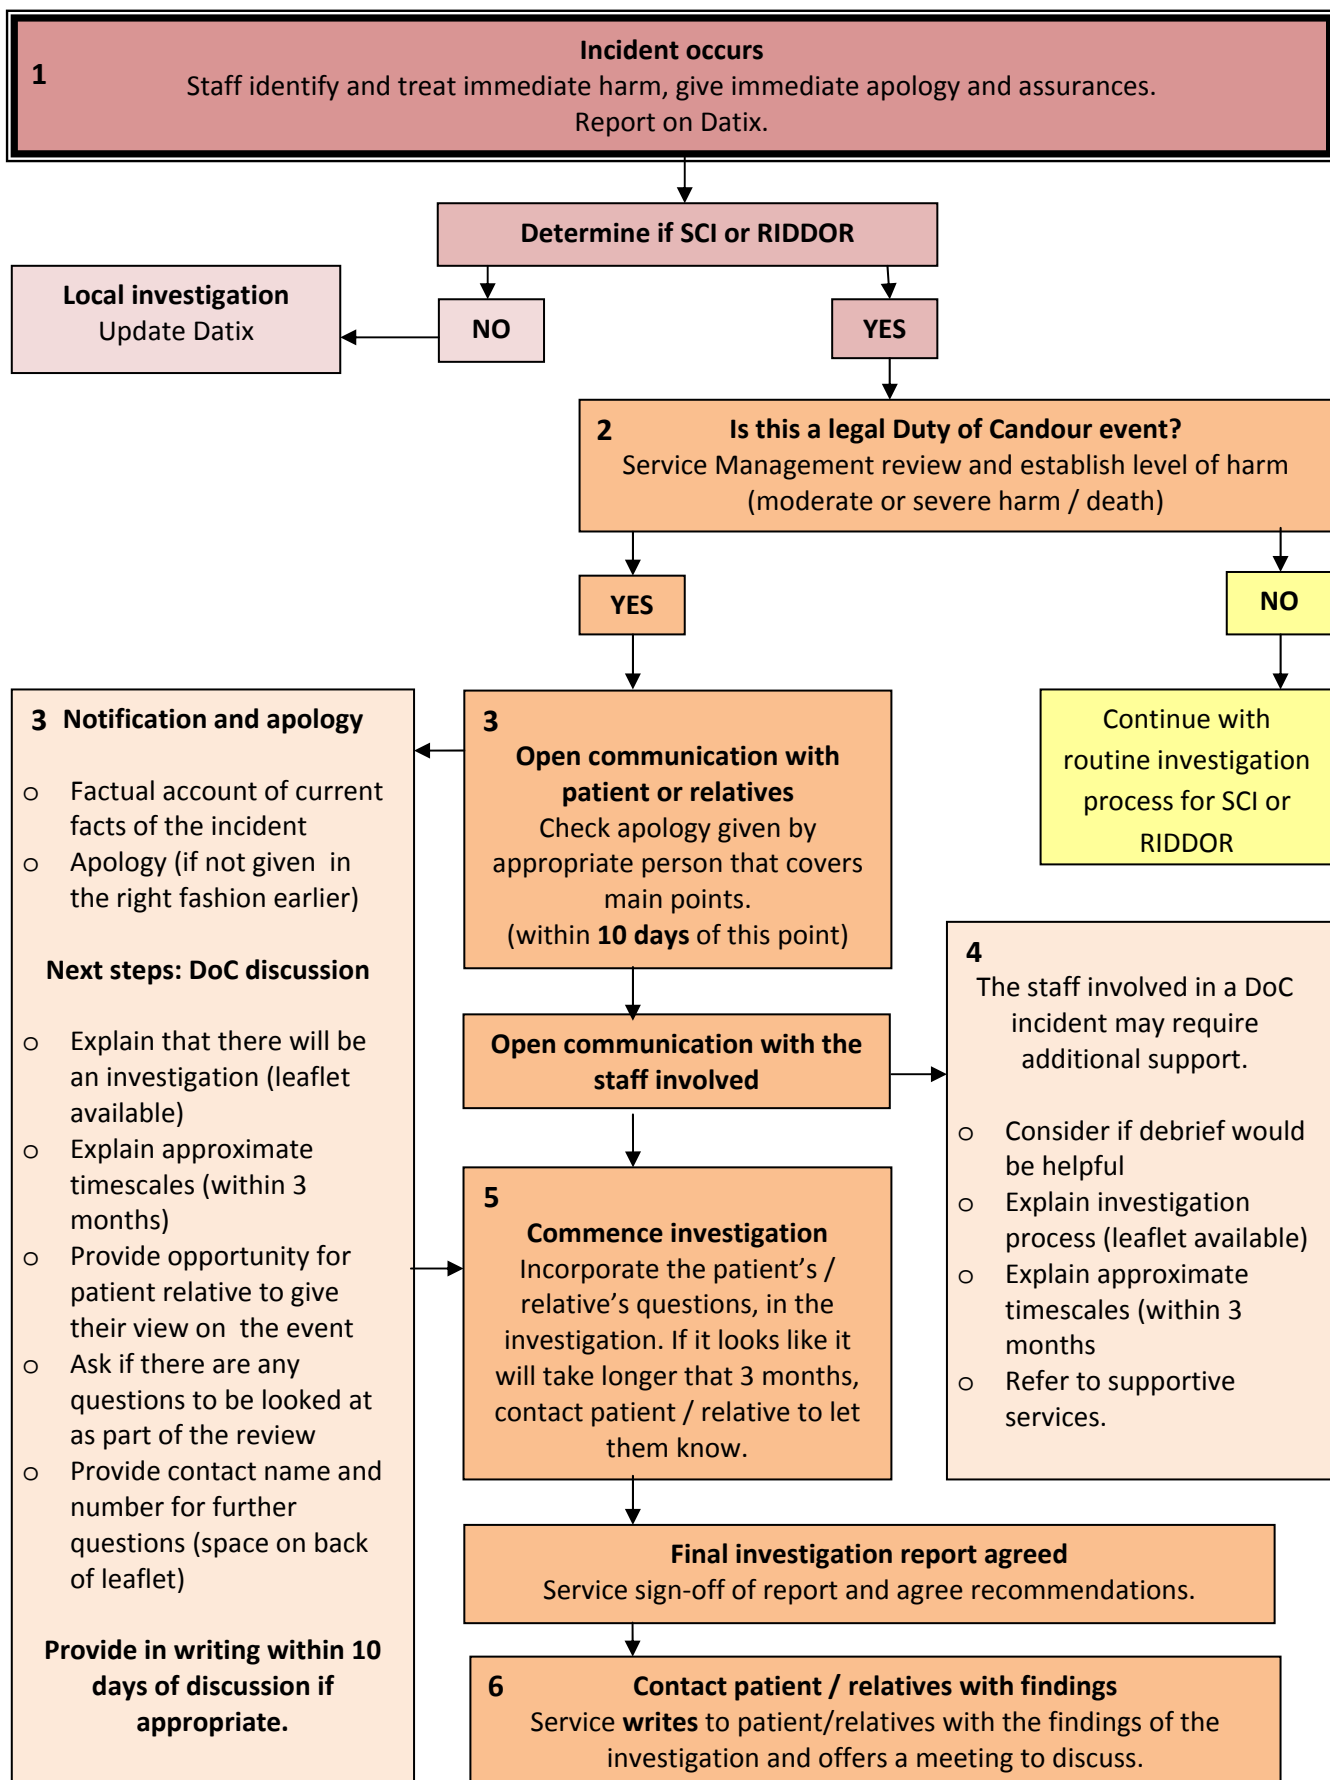 1
Incident occurs
Staff identify and treat immediate harm, give immediate apology and assurances.
Report on Datix.
Determine if SCI or RIDDOR
Local investigation
Update Datix
NO
YES
2 Is this a legal Duty of Candour event?
Service Management review and establish level of harm
(moderate or severe harm / death)
YES
NO
3 Notification and apology
o Factual account of current
facts of the incident
o Apology (if not given in
the right fashion earlier)
Next steps: DoC discussion
o Explain that there will be
an investigation (leaflet
available)
o Explain approximate
timescales (within 3
months)
o Provide opportunity for
patient relative to give
their view on the event
o Ask if there are any
questions to be looked at
as part of the review
o Provide contact name and
number for further
questions (space on back
of leaflet)
Provide in writing within 10
days of discussion if
appropriate.
3
Open communication with
patient or relatives
Check apology given by
appropriate person that covers
main points.
(within 10 days of this point)
Continue with
routine investigation
process for SCI or
RIDDOR
Open communication with the
staff involved
4
The staff involved in a DoC
incident may require
additional support.
o Consider if debrief would
be helpful
o Explain investigation
process (leaflet available)
o Explain approximate
timescales (within 3
months
o Refer to supportive
services.
5
Commence investigation
Incorporate the patient's /
relative's questions, in the
investigation. If it looks like it
will take longer that 3 months,
contact patient / relative to let
them know.
Final investigation report agreed
Service sign-off of report and agree recommendations.
6 Contact patient / relatives with findings
Service writes to patient/relatives with the findings of the
investigation and offers a meeting to discuss.